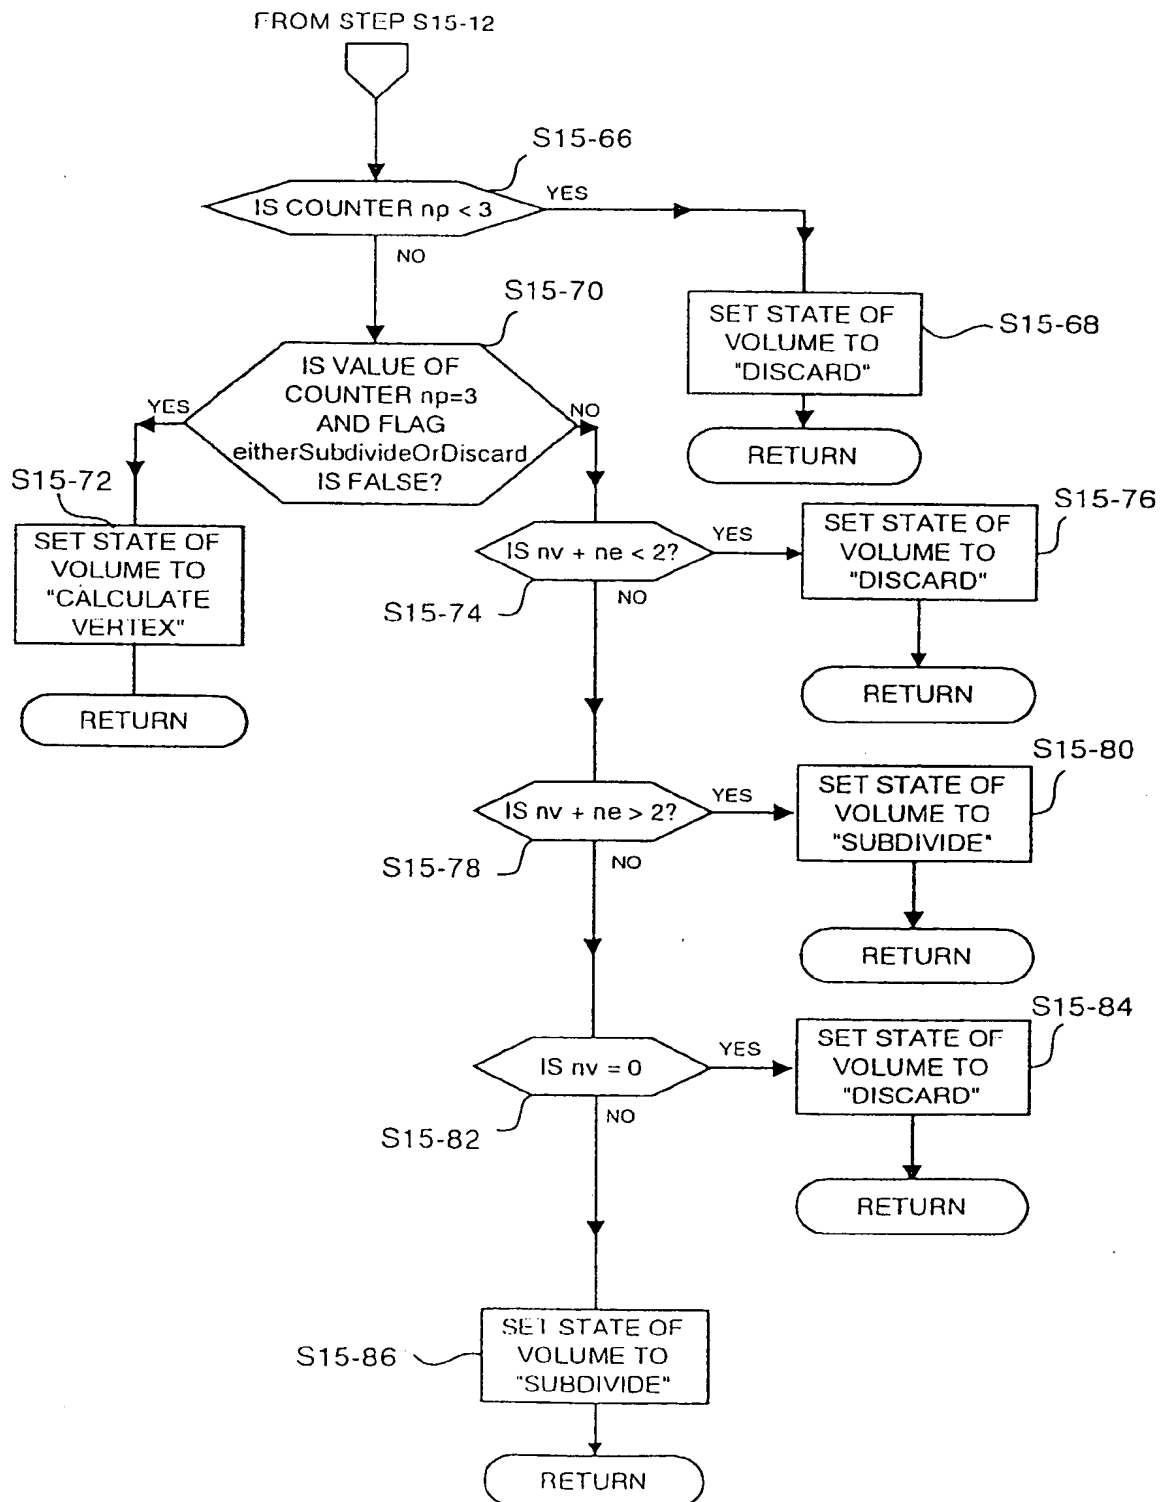 FROM STEP S15-12
S15-66
IS COUNTER np < 3
YES
NO
S15-70
SET STATE OF
VOLUME TO
"DISCARD"
S15-68
RETURN
IS VALUE OF
COUNTER np=3
AND FLAG
eitherSubdivideOrDiscard
IS FALSE?
YES
NO
S15-72
SET STATE OF
VOLUME TO
"CALCULATE
VERTEX"
RETURN
IS nv + ne < 2?
YES
NO
S15-74
S15-76
SET STATE OF
VOLUME TO
"DISCARD"
RETURN
IS nv + ne > 2?
YES
NO
S15-78
S15-80
SET STATE OF
VOLUME TO
"SUBDIVIDE"
RETURN
IS nv = 0
YES
NO
S15-82
S15-84
SET STATE OF
VOLUME TO
"DISCARD"
RETURN
S15-86
SET STATE OF
VOLUME TO
"SUBDIVIDE"
RETURN